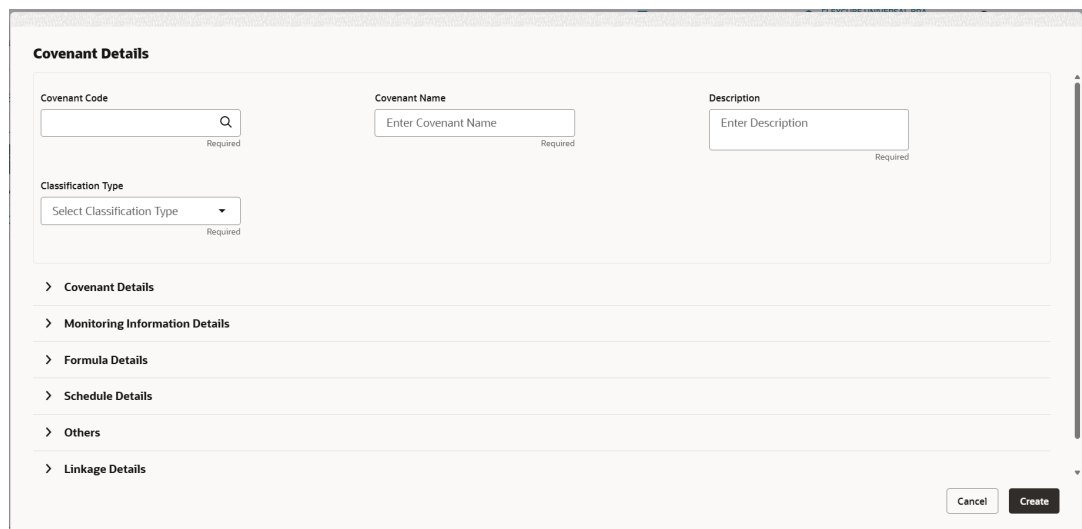 Covenant Details
Covenant Code Covenant Name Description
Enter Covenant Name Enter Description
Required Required
Required
Classification Type
Select Classification Type
Required
Covenant Details
Monitoring Information Details
Formula Details
Schedule Details
Others
Linkage Details
Cancel Create